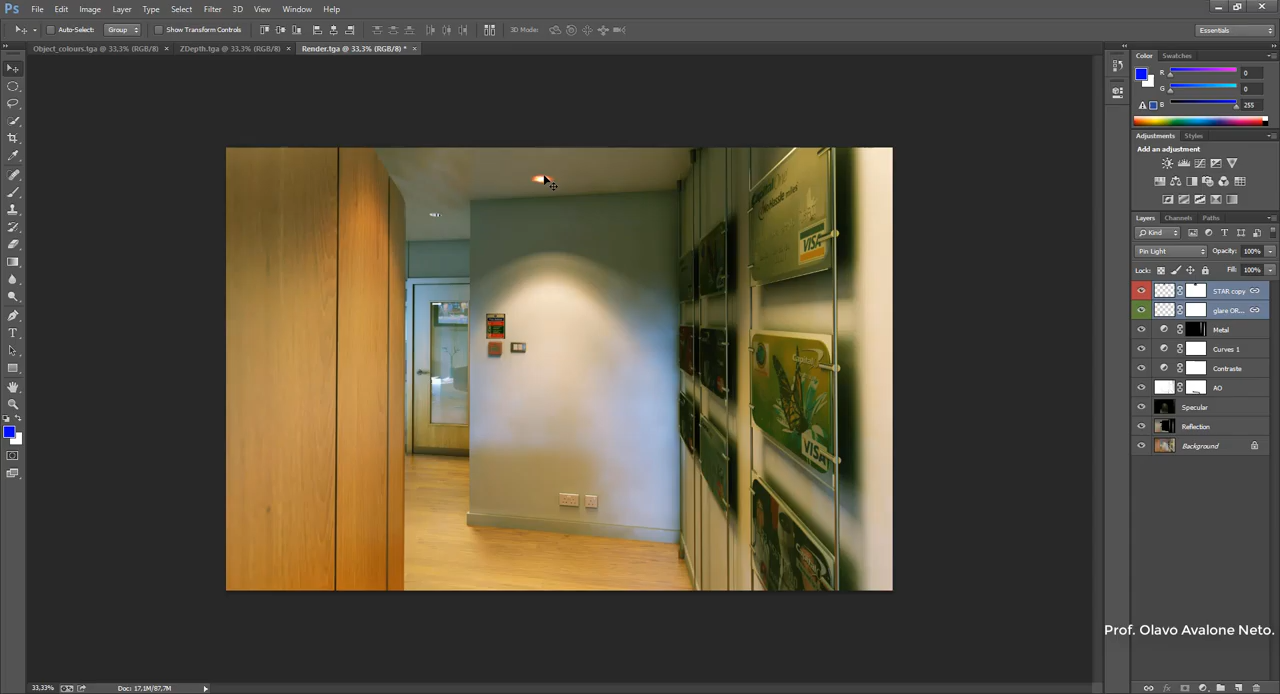 Ps File Edit Image Layer Type Select Filter 3D View Window Help
Auto-Select: Group Show Transform Controls 3D Mode: Essentials
Object_colours.tga @ 33,3% (RGB/8) × ZDepth.tga @ 33,3% (RGB/8) × Render.tga @ 33,3% (RGB/8) * ×
Color Swatches
R 0
G 0
B 255
Adjustments Styles
Add an adjustment
Layers Channels Paths
Kind
Pin Light Opacity: 100%
Lock: Fill: 100%
STAR copy
glare OR...
Metal
Curves 1
Contraste
AO
Specular
Reflection
Background
Capital
VISA
Capital
VISA
Prof. Olavo Avalone Neto.
33,33% Doc: 17,1M/87,7M